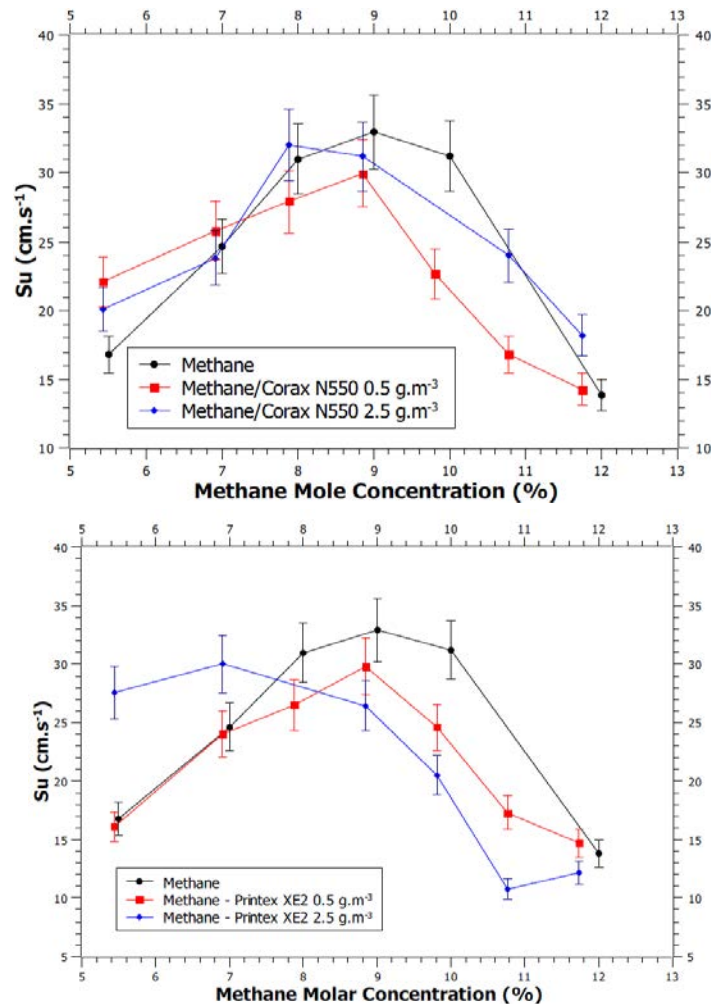 5 6 7 8 9 10 11 12 13
40 40
35 35
30 30
25 25
20 20
15 15
10 10
Su (cm.s⁻¹)
Methane
Methane/Corax N550 0.5 g.m⁻³
Methane/Corax N550 2.5 g.m⁻³
5 6 7 8 9 10 11 12 13
Methane Mole Concentration (%)
5 6 7 8 9 10 11 12 13
40 40
35 35
30 30
25 25
20 20
15 15
10 10
5 5
Su (cm.s⁻¹)
Methane
Methane - Printex XE2 0.5 g.m⁻³
Methane - Printex XE2 2.5 g.m⁻³
5 6 7 8 9 10 11 12 13
Methane Molar Concentration (%)